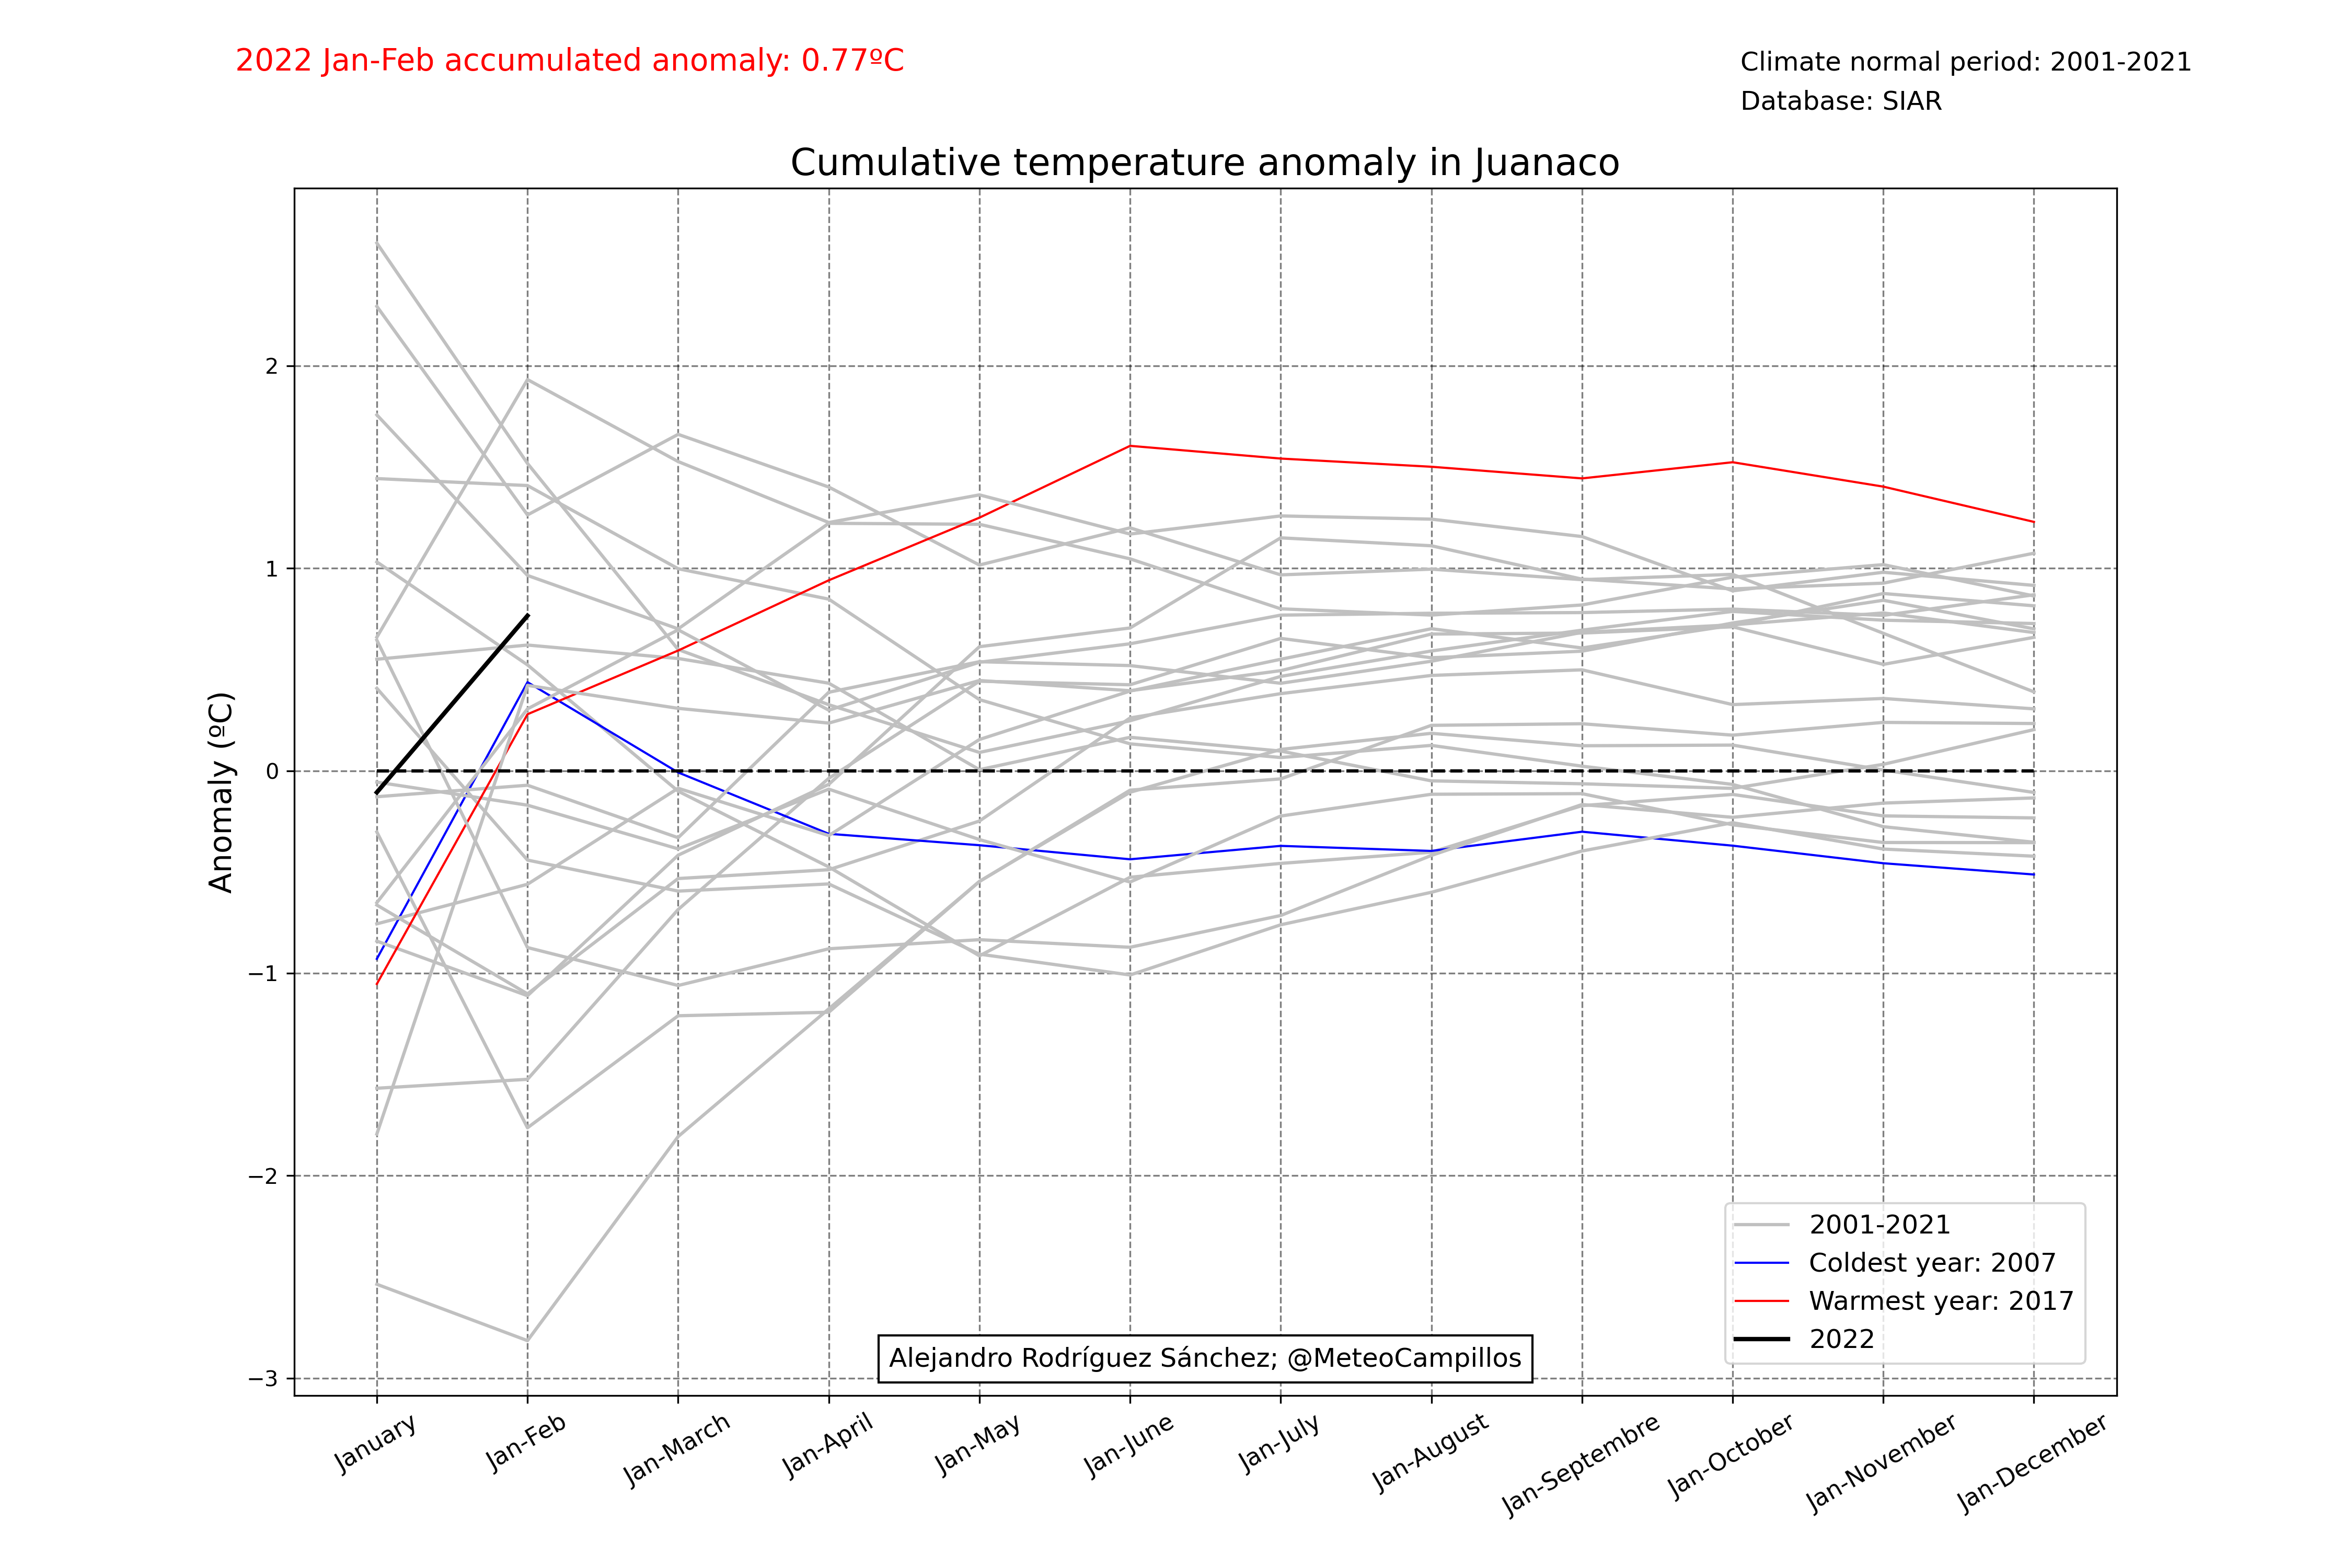 2022 Jan-Feb accumulated anomaly: 0.77ºC
Climate normal period: 2001-2021
Database: SIAR
Cumulative temperature anomaly in Juanaco
Anomaly (ºC)
2
1
0
−1
−2
−3
2001-2021
Coldest year: 2007
Warmest year: 2017
2022
Alejandro Rodríguez Sánchez; @MeteoCampillos
January
Jan-Feb
Jan-March
Jan-April
Jan-May
Jan-June
Jan-July
Jan-August
Jan-Septembre
Jan-October
Jan-November
Jan-December